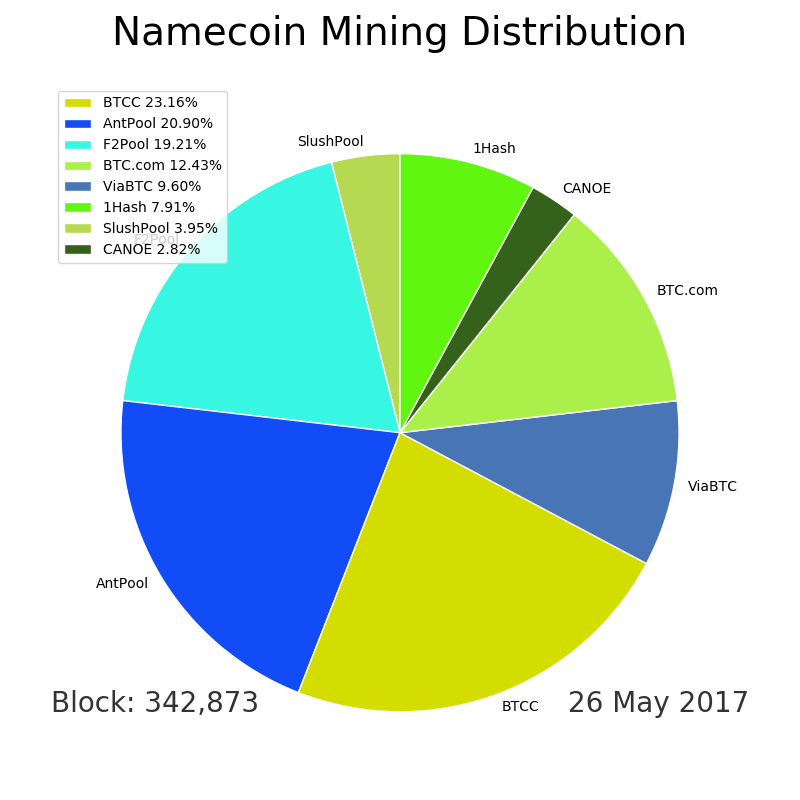 Namecoin Mining Distribution
BTCC 23.16%
AntPool 20.90%
F2Pool 19.21%
BTC.com 12.43%
ViaBTC 9.60%
1Hash 7.91%
SlushPool 3.95%
CANOE 2.82%
SlushPool
1Hash
CANOE
F2Pool
BTC.com
ViaBTC
AntPool
BTCC
Block: 342,873
26 May 2017